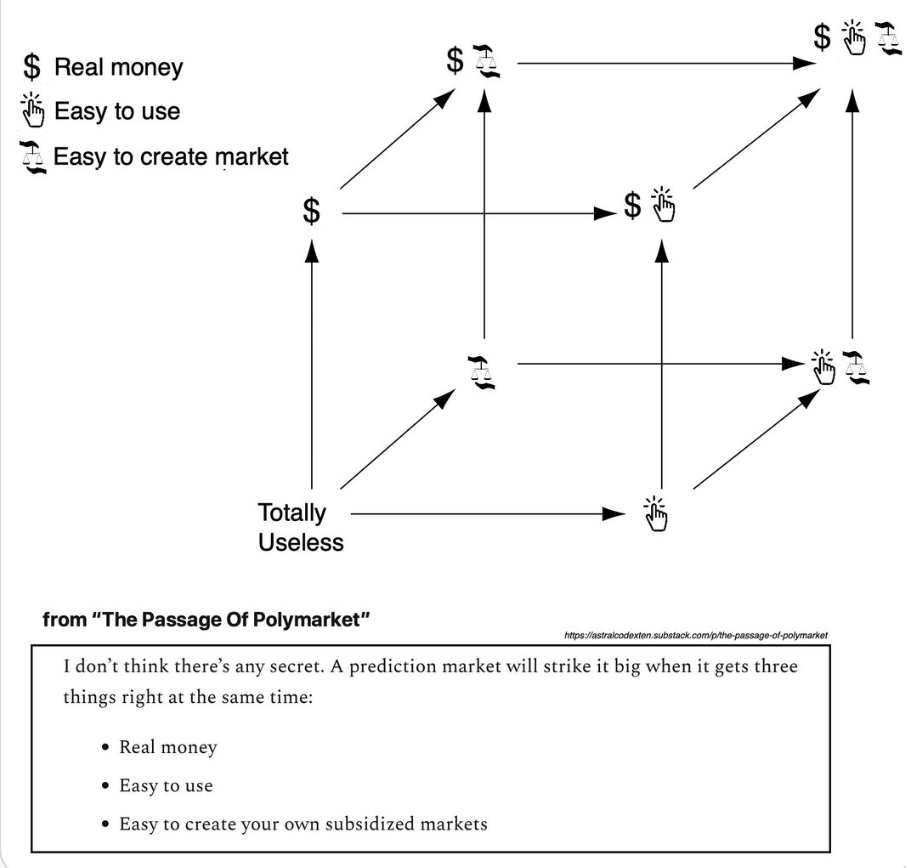 $ Real money
Easy to use
Easy to create market
$
$
$
$
Totally
Useless
from "The Passage Of Polymarket"
https://astralcodexten.substack.com/p/the-passage-of-polymarket
I don't think there's any secret. A prediction market will strike it big when it gets three
things right at the same time:
• Real money
• Easy to use
• Easy to create your own subsidized markets